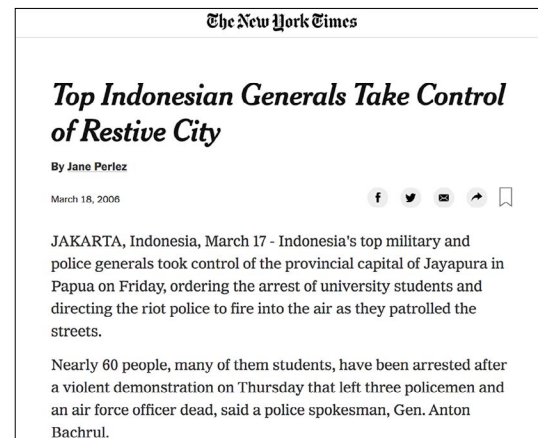 The New York Times
Top Indonesian Generals Take Control
of Restive City
By Jane Perlez
March 18, 2006
JAKARTA, Indonesia, March 17 - Indonesia's top military and
police generals took control of the provincial capital of Jayapura in
Papua on Friday, ordering the arrest of university students and
directing the riot police to fire into the air as they patrolled the
streets.
Nearly 60 people, many of them students, have been arrested after
a violent demonstration on Thursday that left three policemen and
an air force officer dead, said a police spokesman, Gen. Anton
Bachrul.